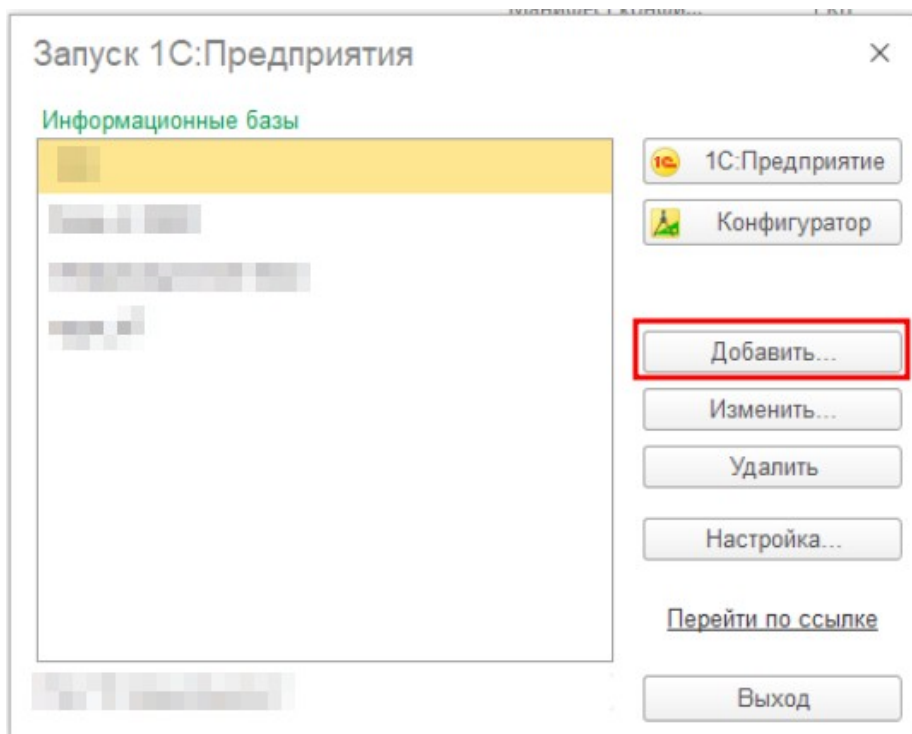 Запуск 1С:Предприятия
Информационные базы
1С:Предприятие
Конфигуратор
Добавить...
Изменить...
Удалить
Настройка...
Перейти по ссылке
Выход